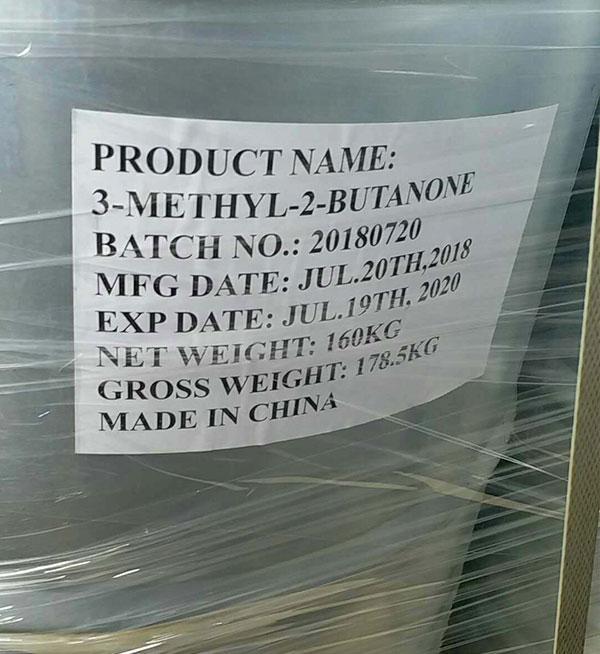 PRODUCT NAME:
3-METHYL-2-BUTANONE
BATCH NO.: 20180720
MFG DATE: JUL.20TH,2018
EXP DATE: JUL.19TH, 2020
NET WEIGHT: 160KG
GROSS WEIGHT: 178.5KG
MADE IN CHINA